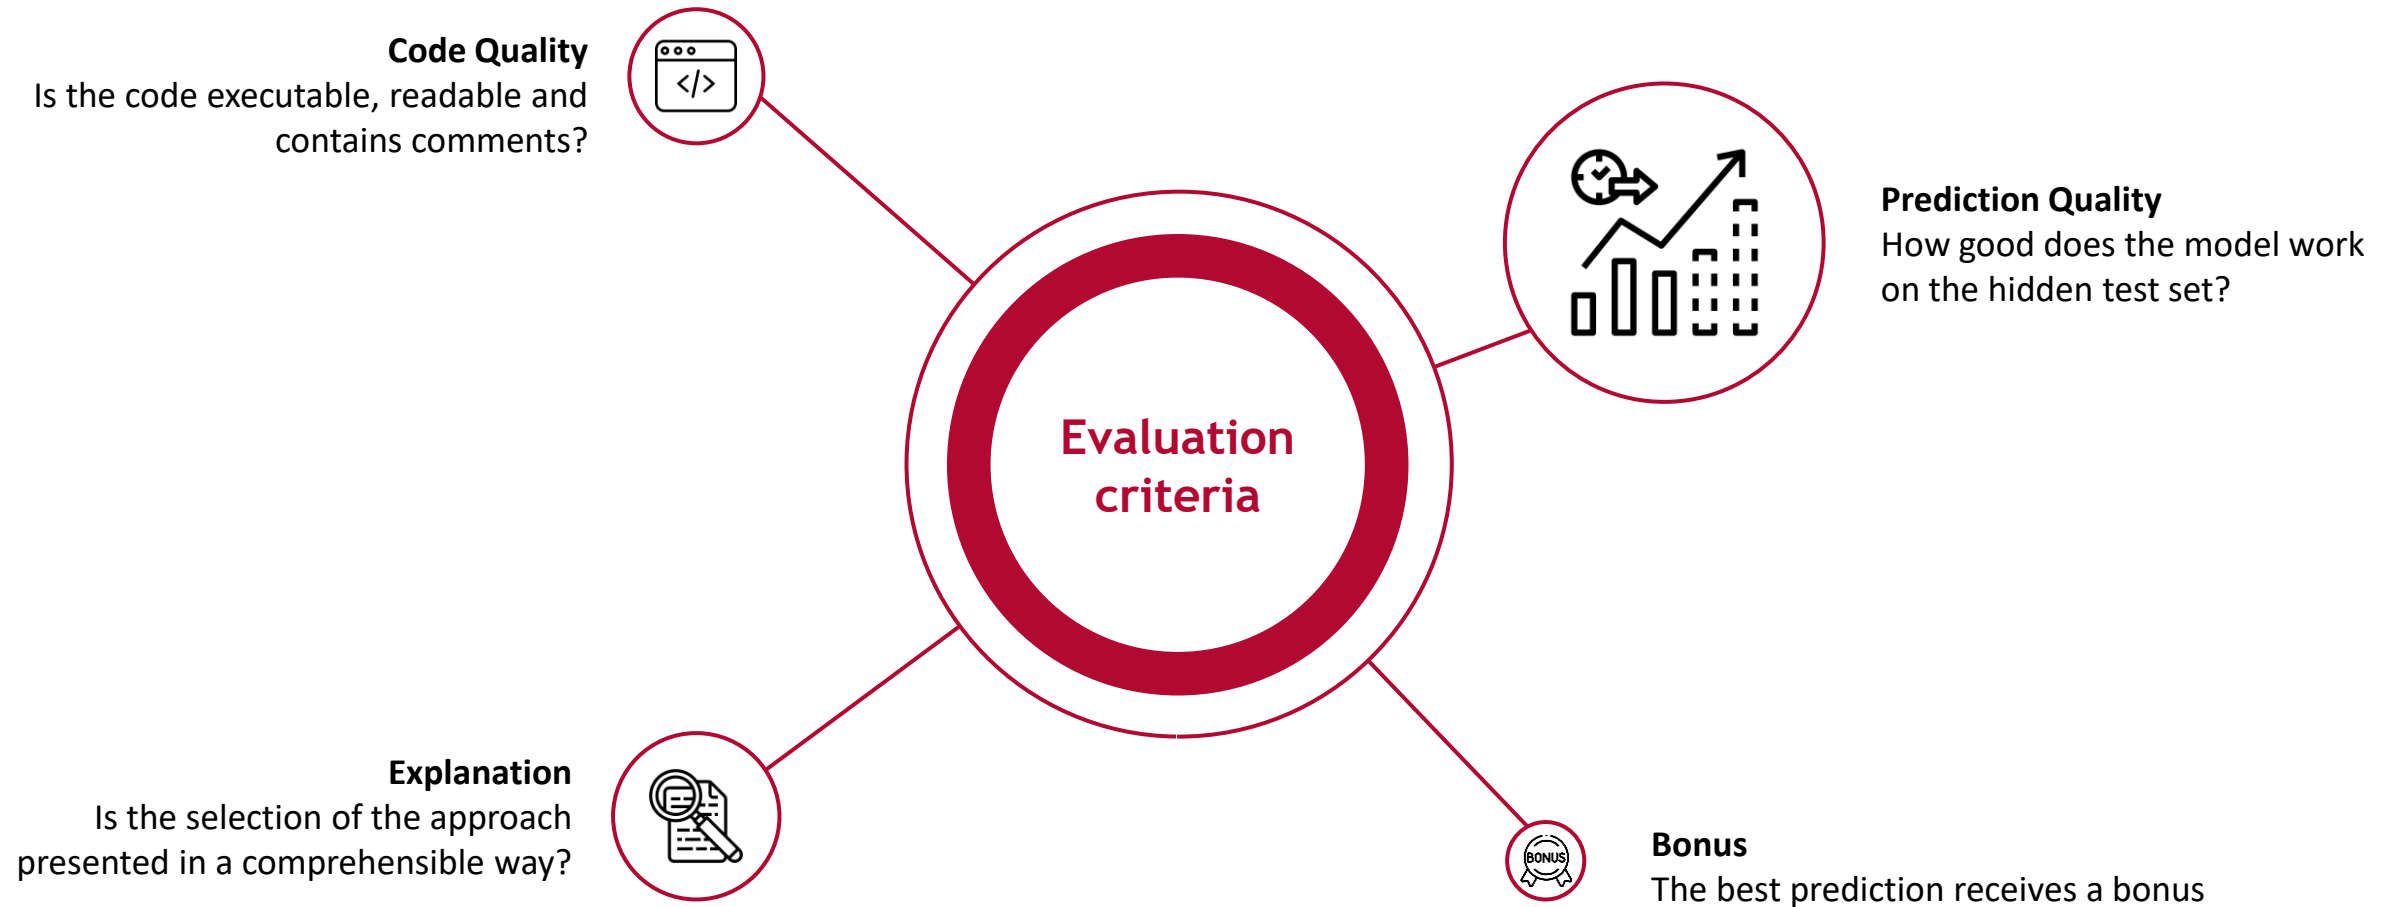 Code Quality
Is the code executable, readable and
contains comments?
</>
Prediction Quality
How good does the model work
on the hidden test set?
Evaluation
criteria
Explanation
Is the selection of the approach
presented in a comprehensible way?
BONUS
Bonus
The best prediction receives a bonus